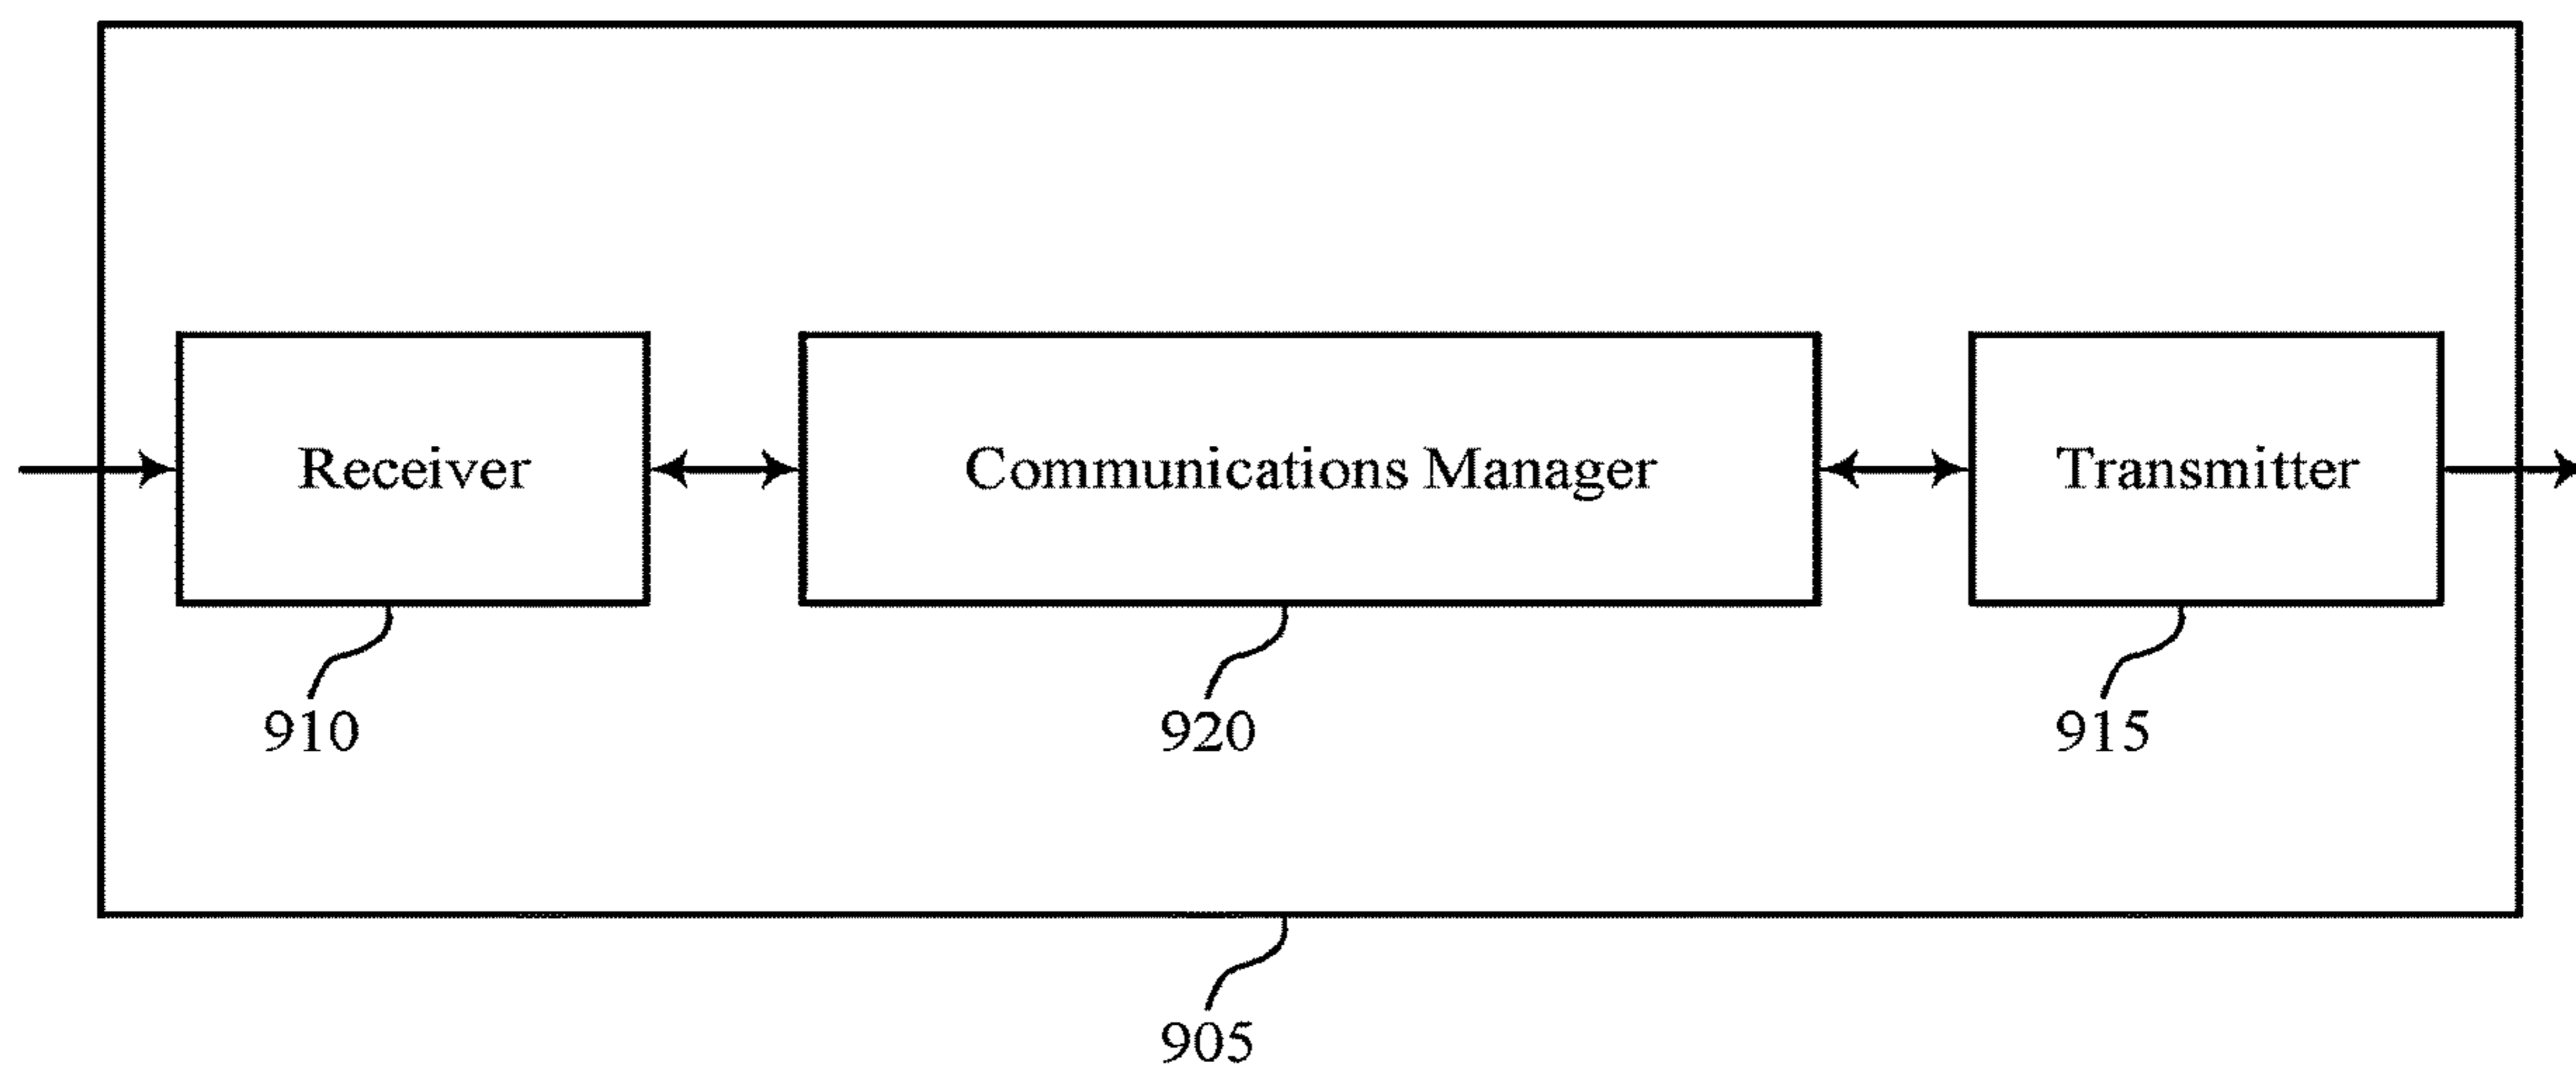 Receiver
Communications Manager
Transmitter
910
920
915
905